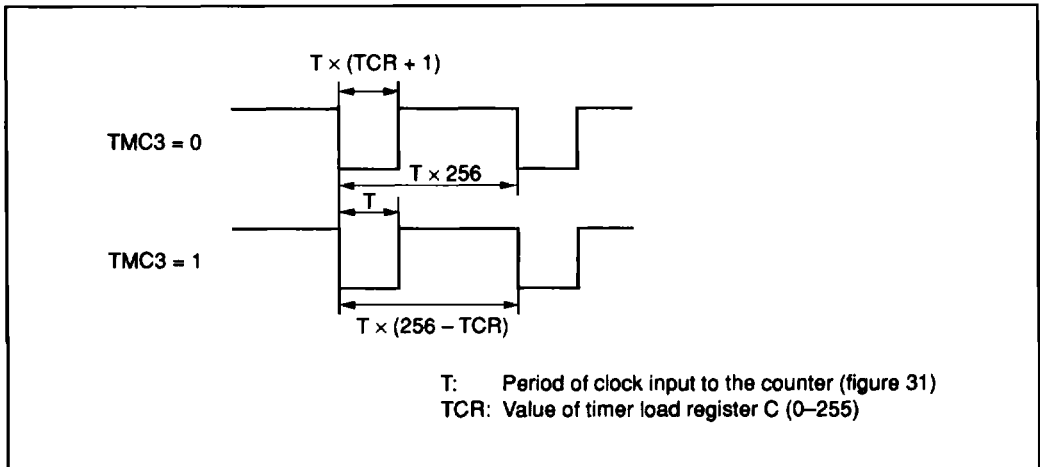 T × (TCR + 1)
TMC3 = 0
T × 256
T
TMC3 = 1
T × (256 – TCR)
T: Period of clock input to the counter (figure 31)
TCR: Value of timer load register C (0–255)